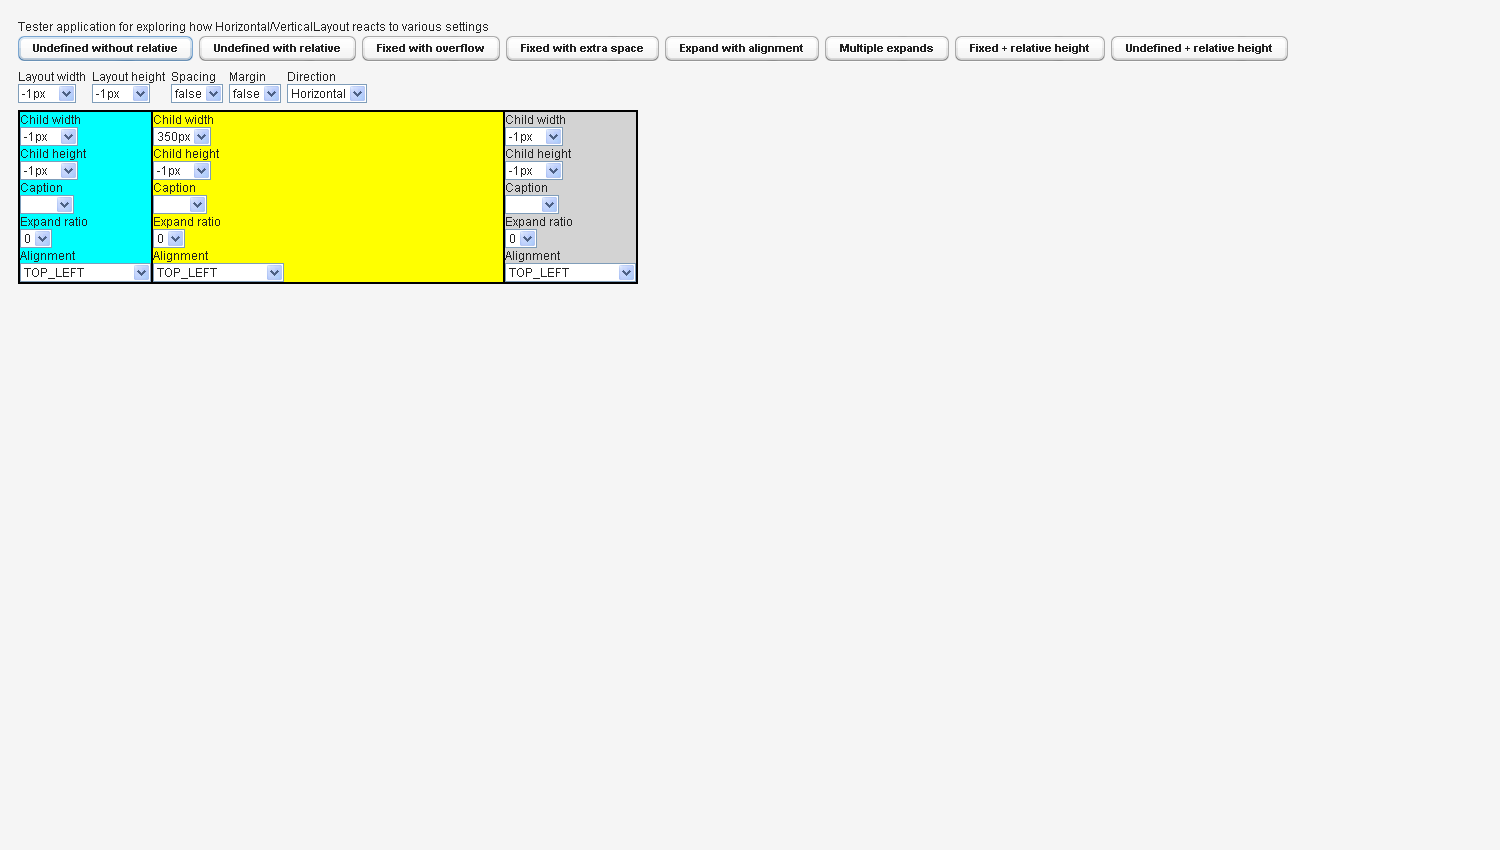 Tester application for exploring how Horizontal/VerticalLayout reacts to various settings
Undefined without relative Undefined with relative Fixed with overflow Fixed with extra space Expand with alignment Multiple expands Fixed + relative height Undefined + relative height
Layout width Layout height Spacing Margin Direction
-1px -1px false false Horizontal
Child width Child width Child width
-1px 350px -1px
Child height Child height Child height
-1px -1px -1px
Caption Caption Caption
Expand ratio Expand ratio Expand ratio
0 0 0
Alignment Alignment Alignment
TOP_LEFT TOP_LEFT TOP_LEFT